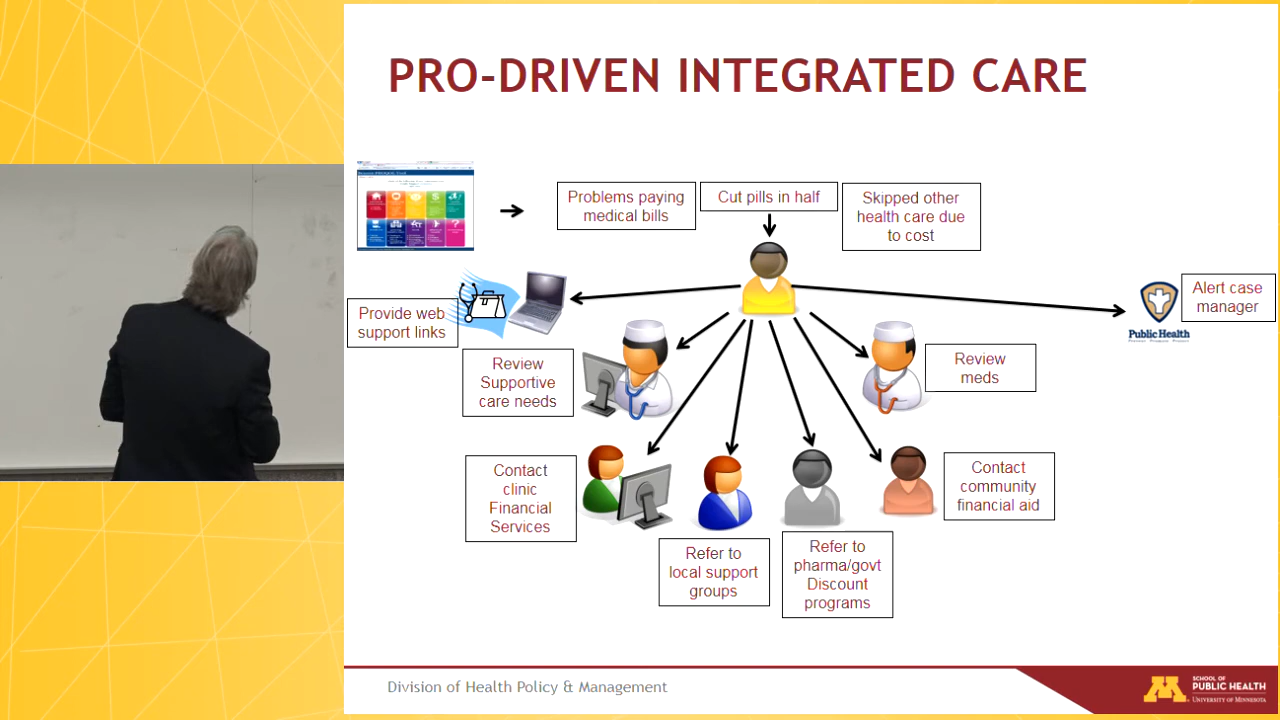 PRO-DRIVEN INTEGRATED CARE
Problems paying
medical bills
Cut pills in half
Skipped other
health care due
to cost
Provide web
support links
Alert case
manager
Public Health
Review
Supportive
care needs
Review
meds
Contact
clinic
Financial
Services
Contact
community
financial aid
Refer to
local support
groups
Refer to
pharma/govt
Discount
programs
Division of Health Policy & Management
SCHOOL OF
PUBLIC HEALTH
UNIVERSITY OF MINNESOTA